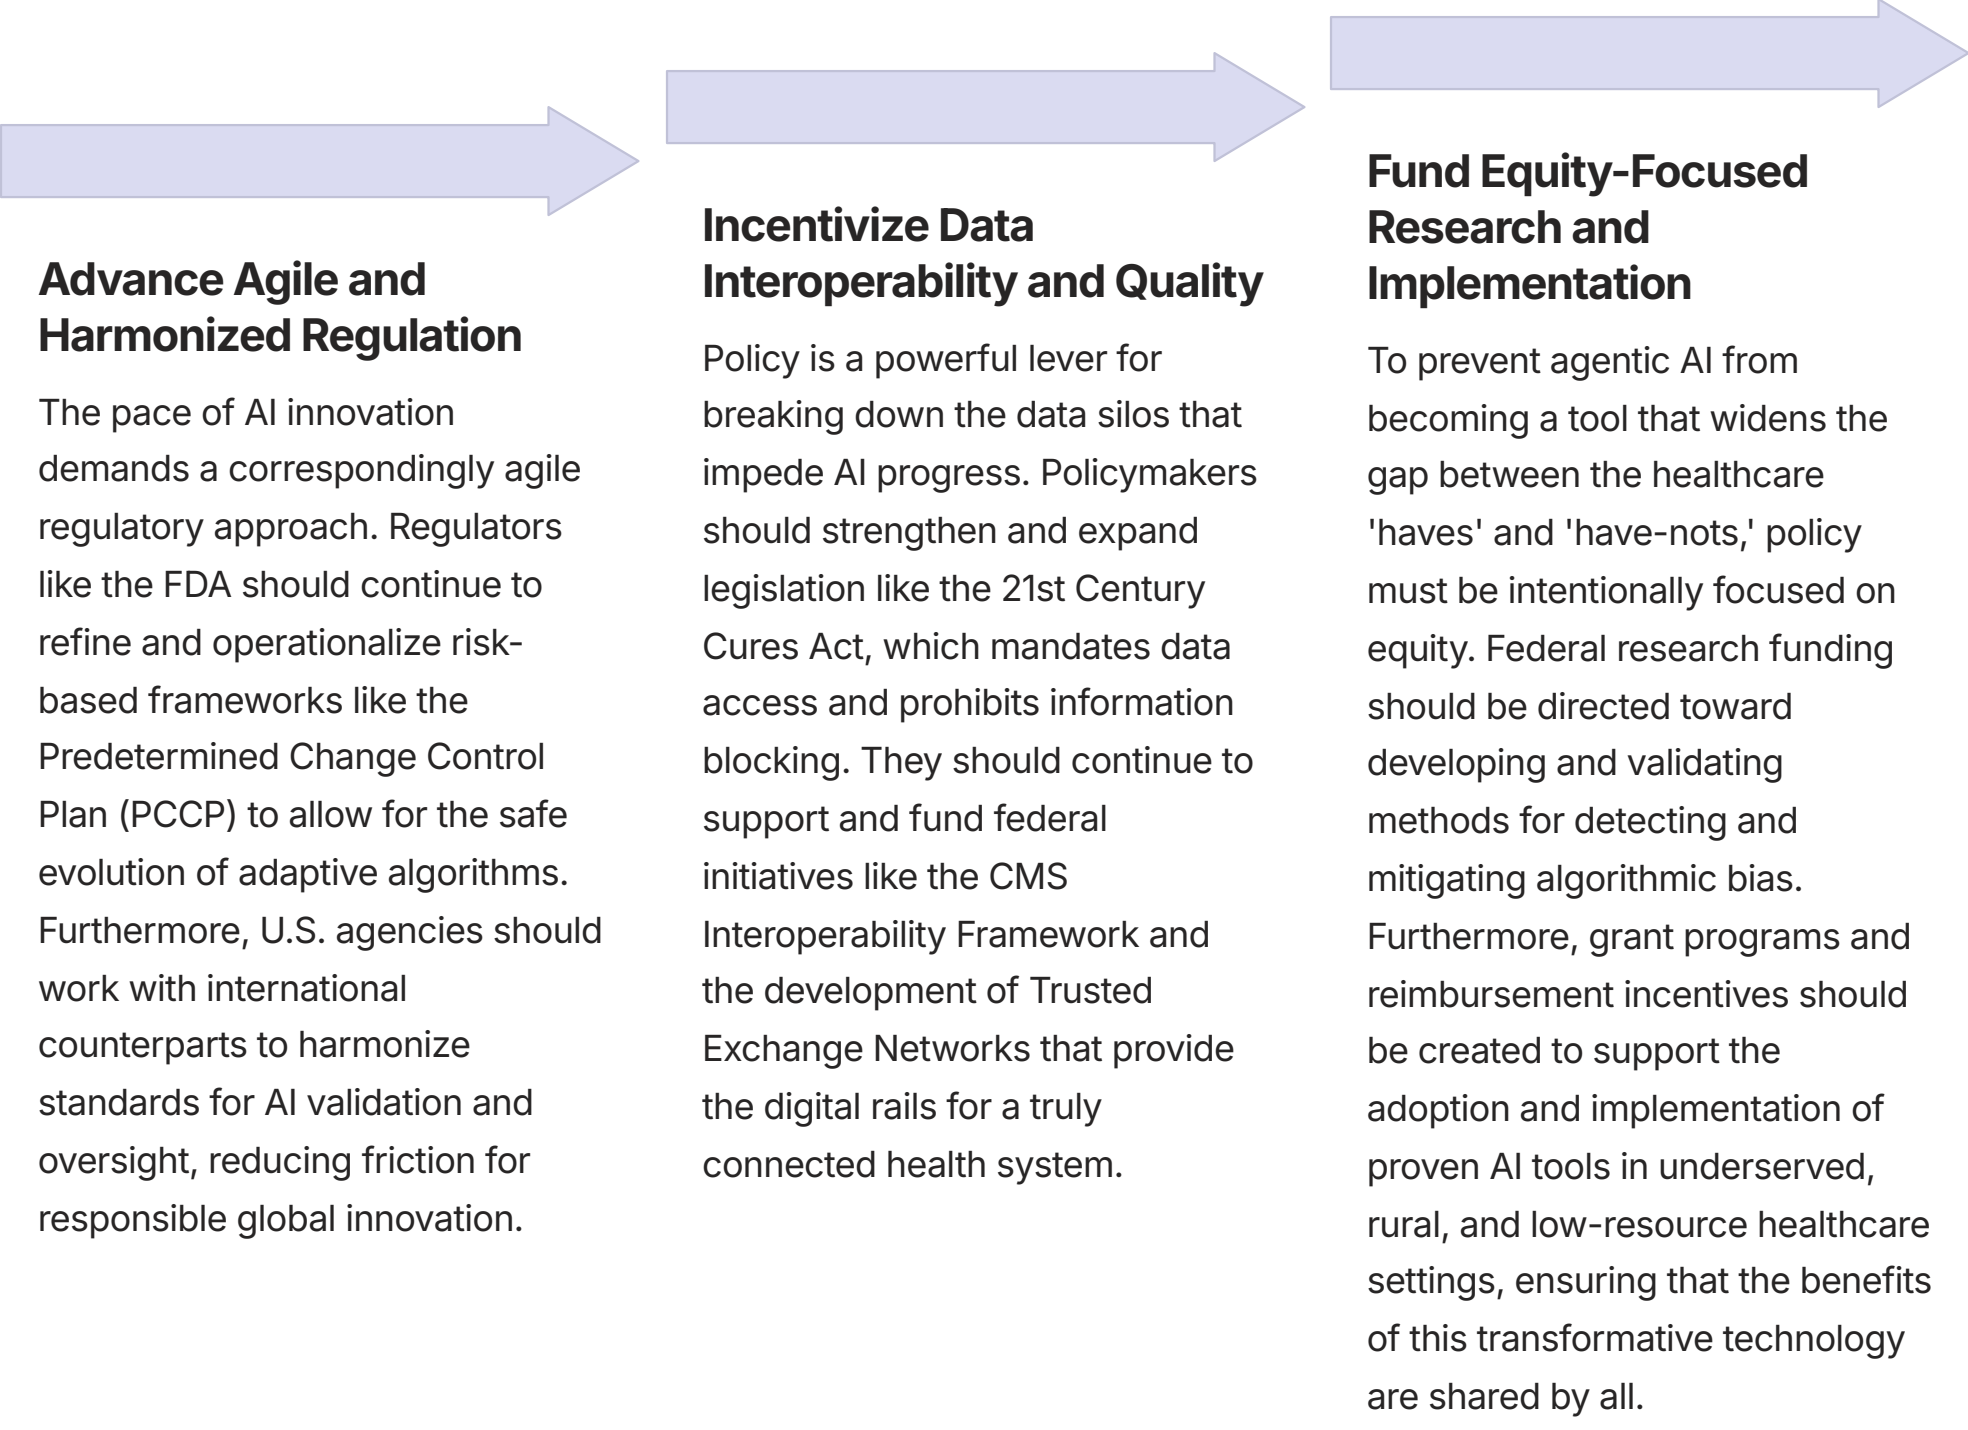 Advance Agile and
Harmonized Regulation
The pace of AI innovation
demands a correspondingly agile
regulatory approach. Regulators
like the FDA should continue to
refine and operationalize risk-
based frameworks like the
Predetermined Change Control
Plan (PCCP) to allow for the safe
evolution of adaptive algorithms.
Furthermore, U.S. agencies should
work with international
counterparts to harmonize
standards for AI validation and
oversight, reducing friction for
responsible global innovation.
Incentivize Data
Interoperability and Quality
Policy is a powerful lever for
breaking down the data silos that
impede AI progress. Policymakers
should strengthen and expand
legislation like the 21st Century
Cures Act, which mandates data
access and prohibits information
blocking. They should continue to
support and fund federal
initiatives like the CMS
Interoperability Framework and
the development of Trusted
Exchange Networks that provide
the digital rails for a truly
connected health system.
Fund Equity-Focused
Research and
Implementation
To prevent agentic AI from
becoming a tool that widens the
gap between the healthcare
'haves' and 'have-nots,' policy
must be intentionally focused on
equity. Federal research funding
should be directed toward
developing and validating
methods for detecting and
mitigating algorithmic bias.
Furthermore, grant programs and
reimbursement incentives should
be created to support the
adoption and implementation of
proven AI tools in underserved,
rural, and low-resource healthcare
settings, ensuring that the benefits
of this transformative technology
are shared by all.